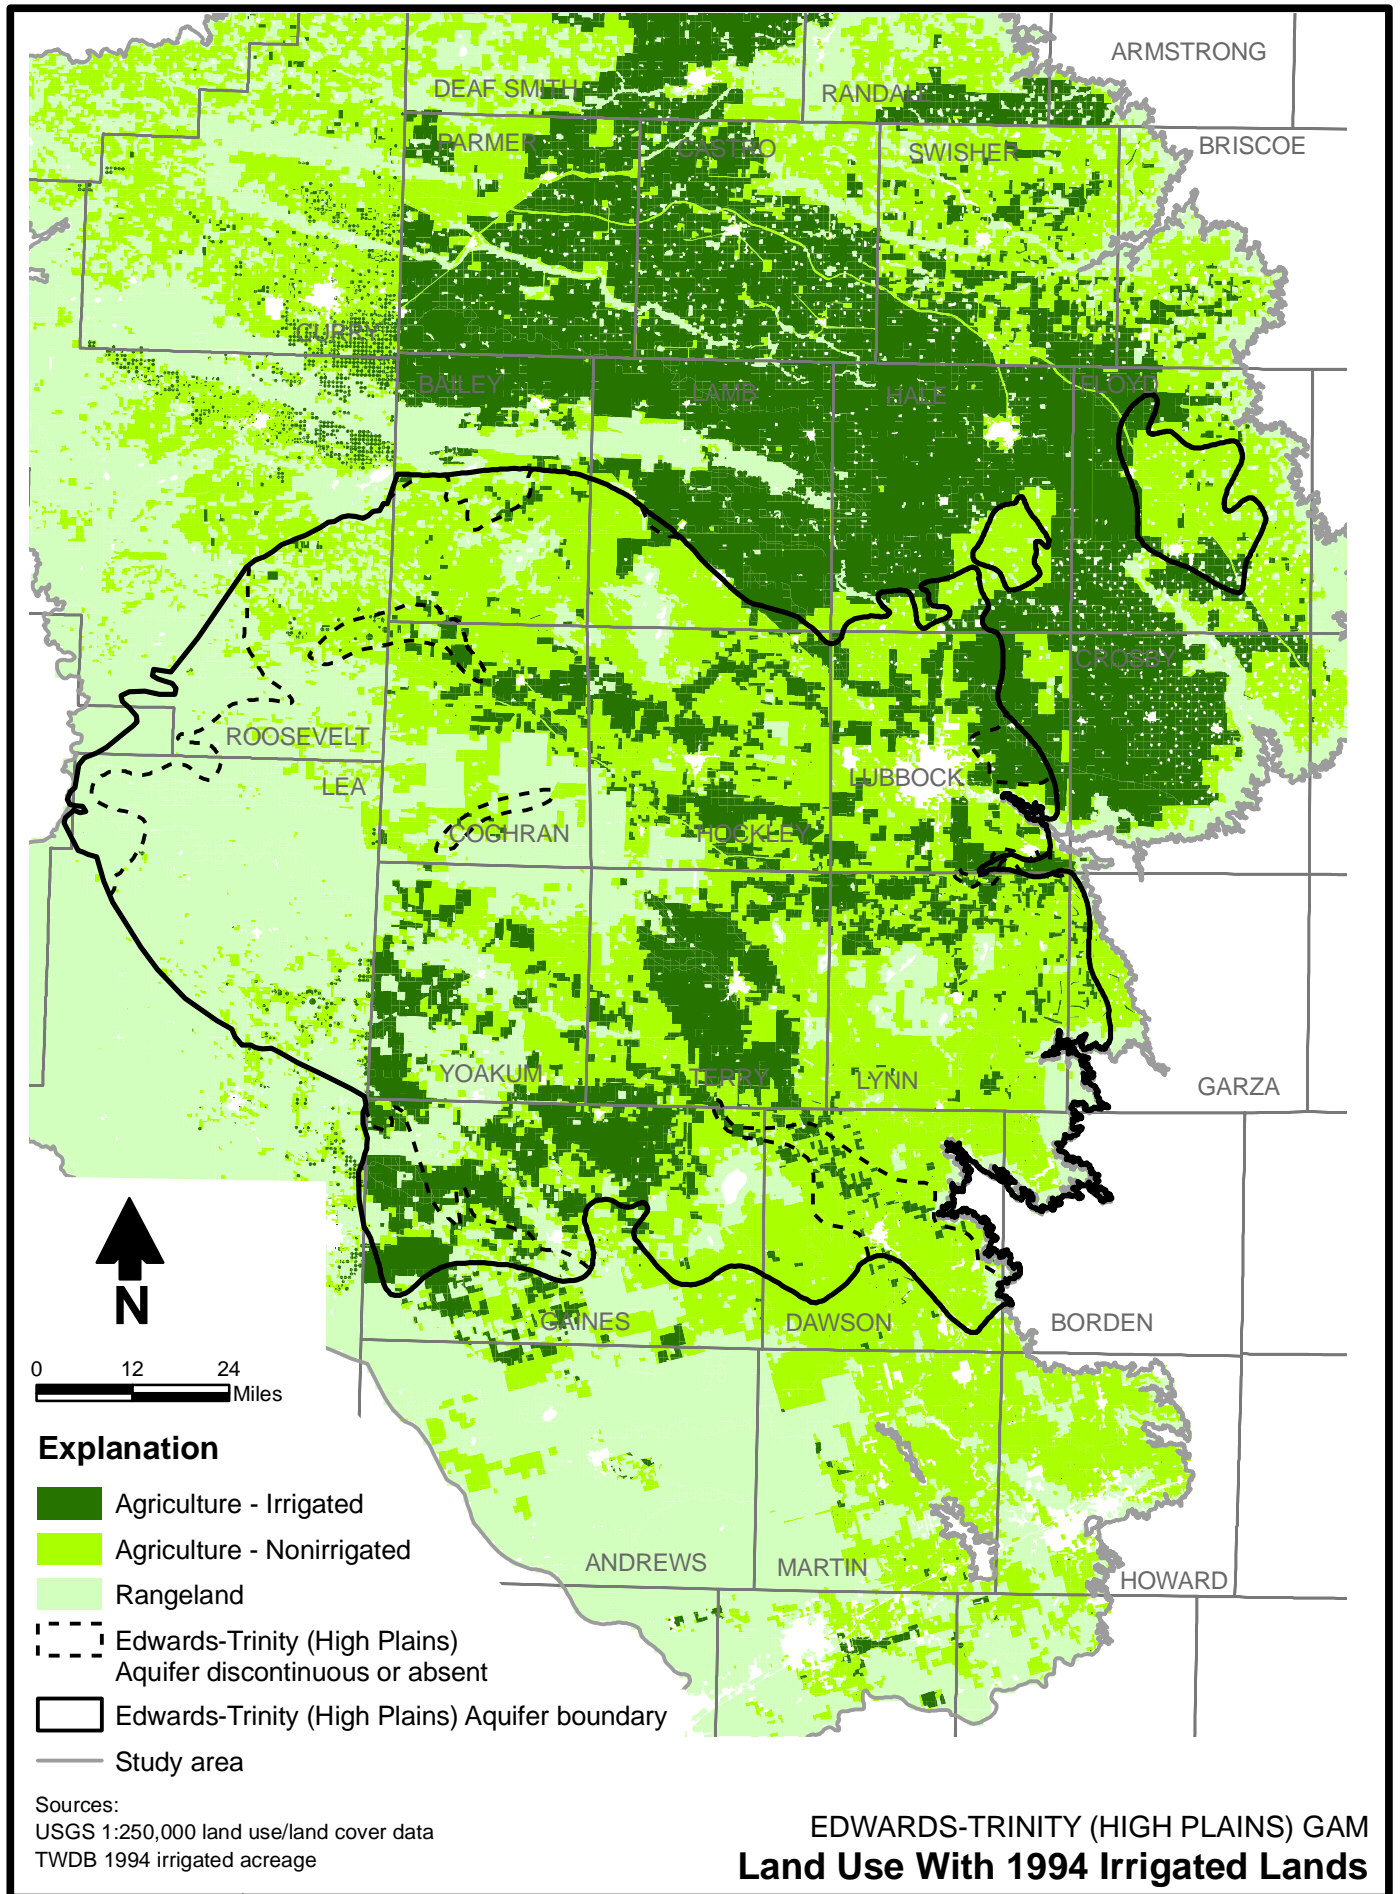 ARMSTRONG
DEAF SMITH
RANDALL
PARMER
CASTRO
SWISHER
BRISCOE
CURRY
BAILEY
LAMB
HALE
FLOYD
CROSBY
ROOSEVELT
LEA
LUBBOCK
COCHRAN
HOCKLEY
YOAKUM
TERRY
LYNN
GARZA
GAINES
DAWSON
BORDEN
ANDREWS
MARTIN
HOWARD
N
0 12 24
Miles
Explanation
Agriculture - Irrigated
Agriculture - Nonirrigated
Rangeland
Edwards-Trinity (High Plains)
Aquifer discontinuous or absent
Edwards-Trinity (High Plains) Aquifer boundary
Study area
Sources:
USGS 1:250,000 land use/land cover data
TWDB 1994 irrigated acreage
EDWARDS-TRINITY (HIGH PLAINS) GAM
Land Use With 1994 Irrigated Lands